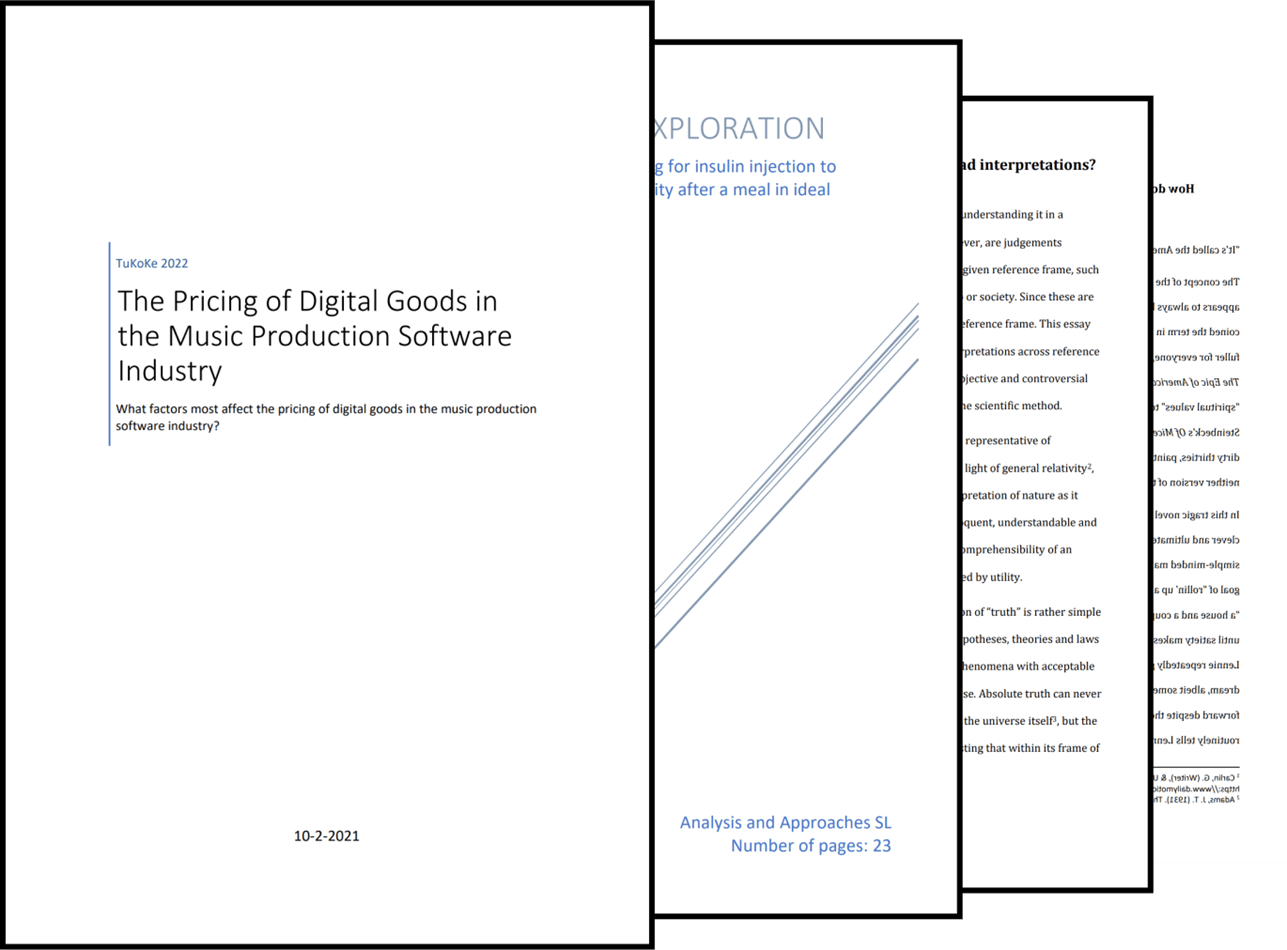 TuKoKe 2022
The Pricing of Digital Goods in
the Music Production Software
Industry
What factors most affect the pricing of digital goods in the music production
software industry?
10-2-2021
XPLORATION
g for insulin injection to
ity after a meal in ideal
Analysis and Approaches SL
Number of pages: 23
ad interpretations?
understanding it in a
ver, are judgements
given reference frame, such
or society. Since these are
eference frame. This essay
rpretations across reference
bjective and controversial
he scientific method.
representative of
light of general relativity²,
pretation of nature as it
quent, understandable and
omprehensibility of an
ed by utility.
on of “truth” is rather simple
potheses, theories and laws
henomena with acceptable
se. Absolute truth can never
the universe itself³, but the
sting that within its frame of
How do
"It's called the Ame
The concept of the
appears to always
coined the term in
fuller for everyone,
The Epic of Americ
"spiritual values" t
Steinbeck's Of Mice
dirty thirties, paint
neither version of t
In this tragic novel
clever and ultimate
simple-minded ma
goal of "rollin' up a
"a house and a cou
until satiety makes
Lennie repeatedly
dream, albeit some
forward despite th
routinely tells Lenn
¹ Carlin, G. (Writer), & U
https://www.dailymotio
² Adams, J. T. (1931). Th